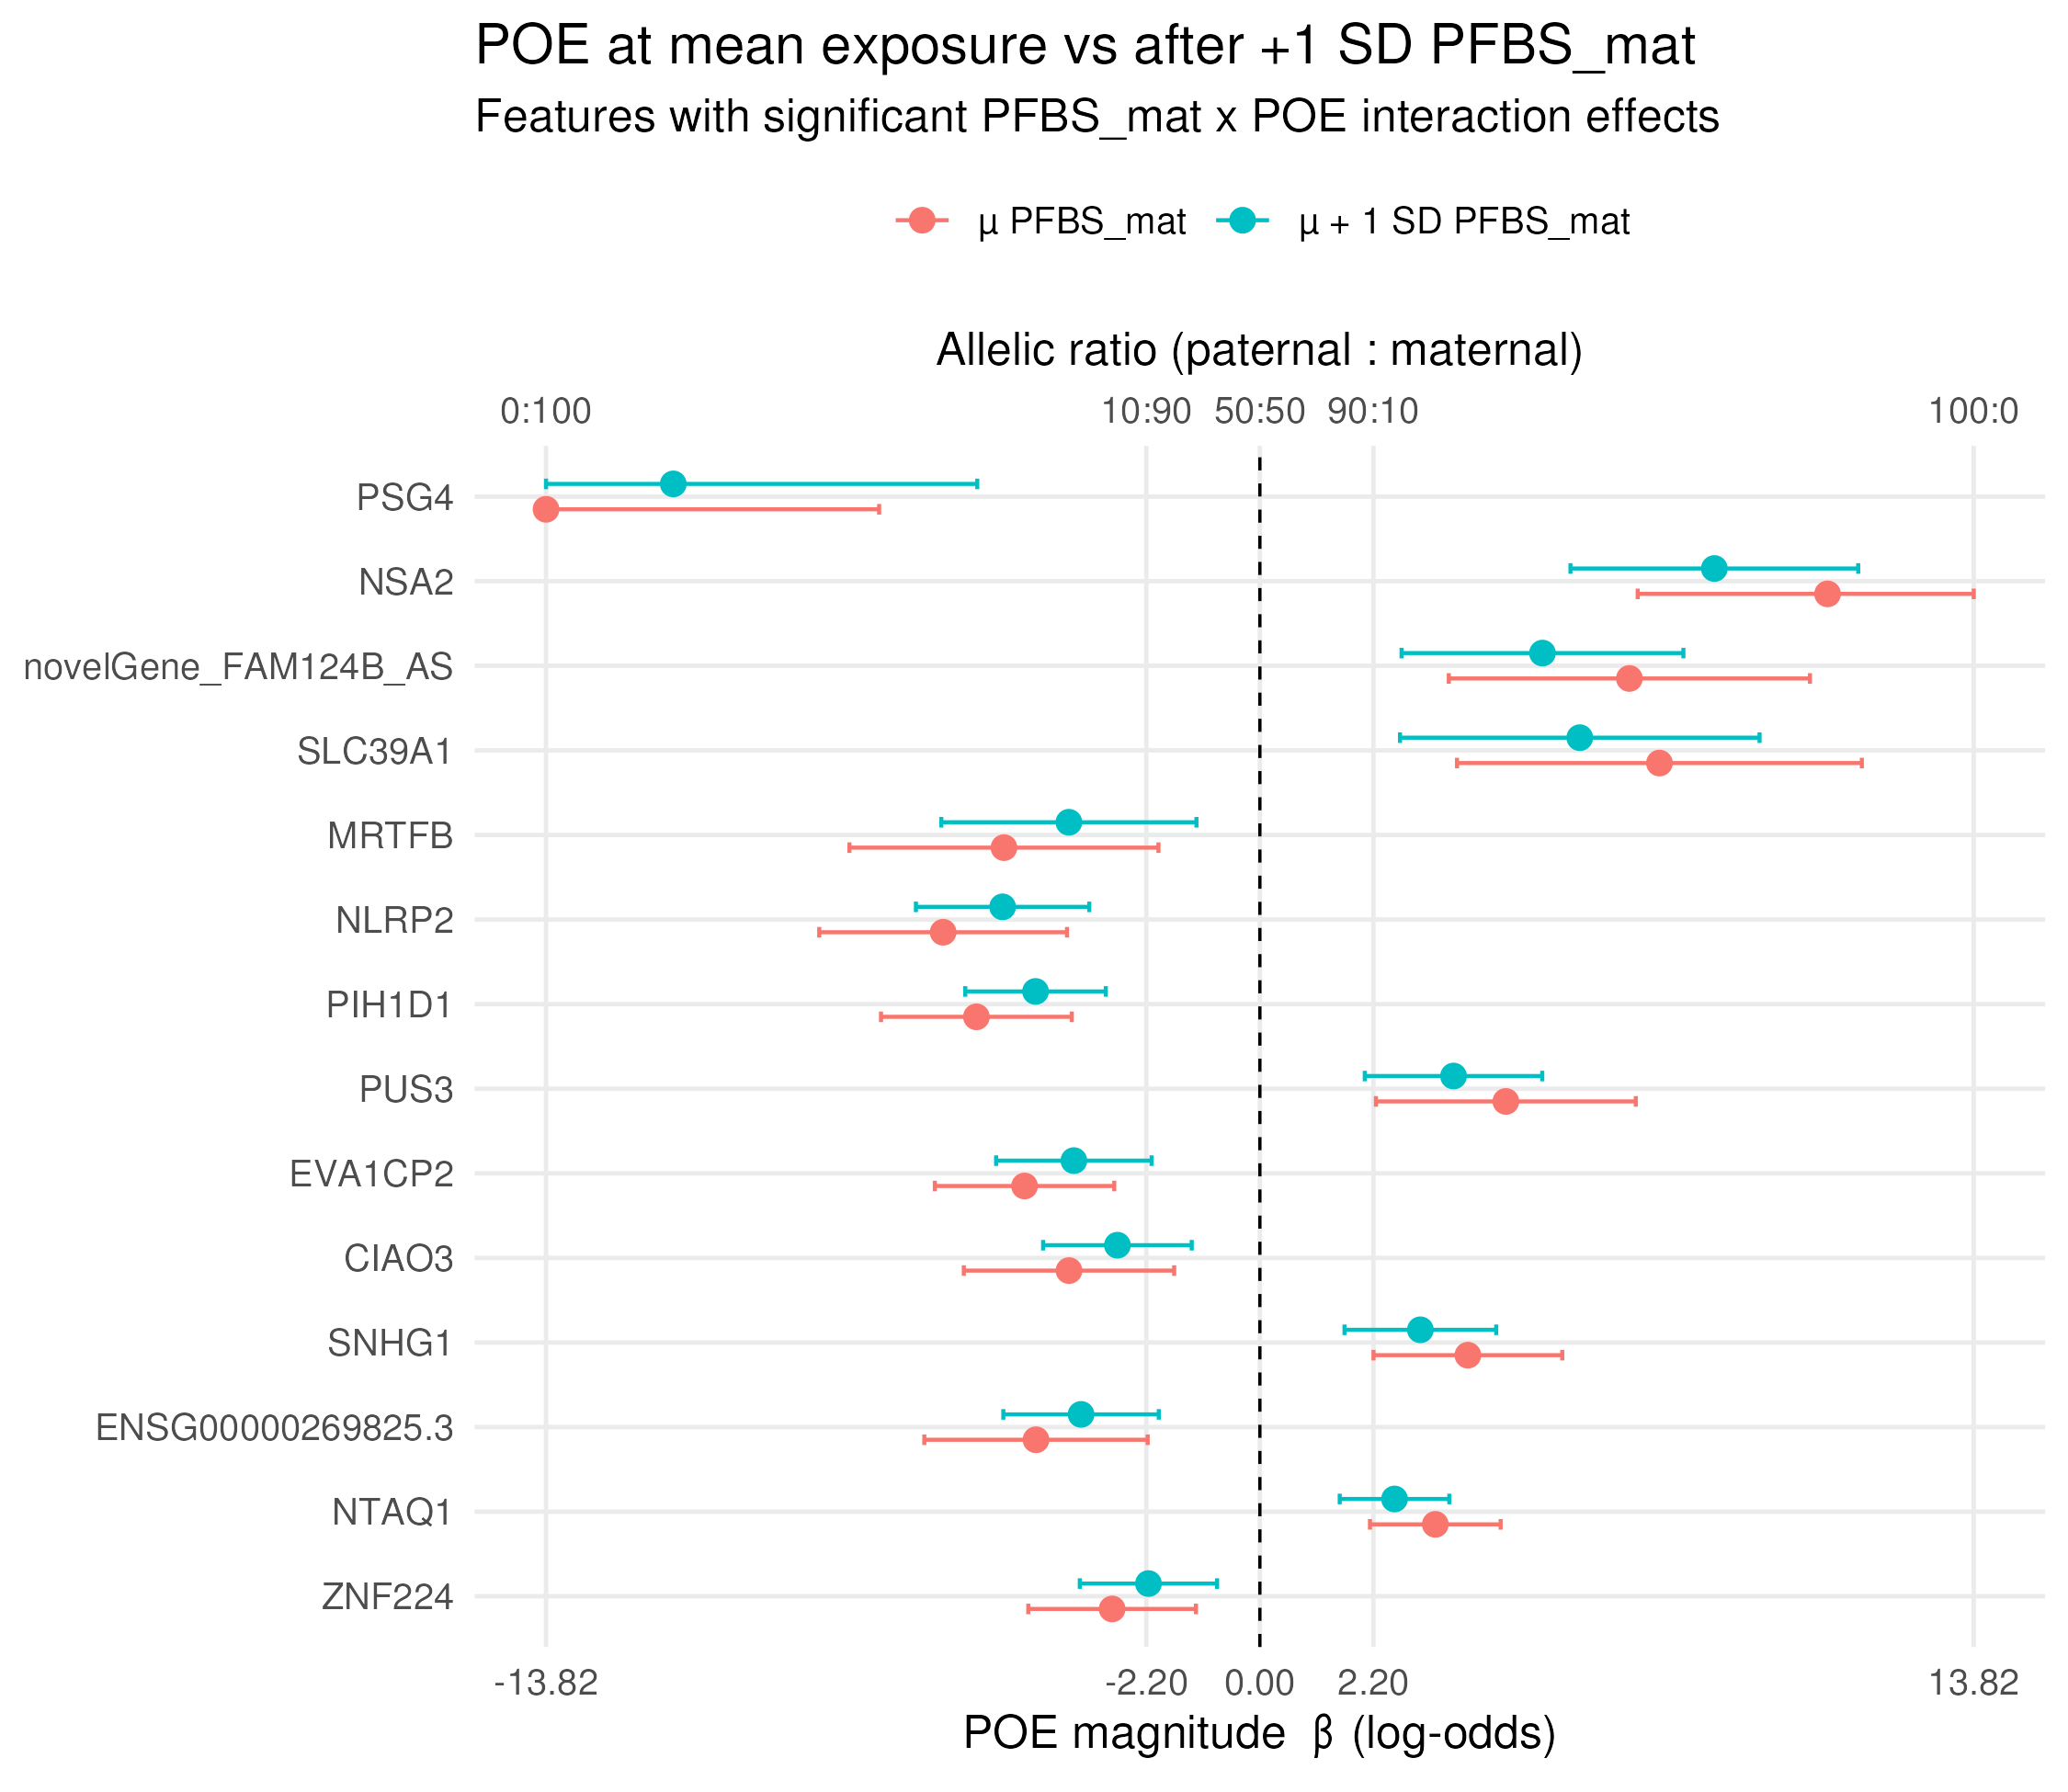 POE at mean exposure vs after +1 SD PFBS_mat
Features with significant PFBS_mat x POE interaction effects
μ PFBS_mat μ + 1 SD PFBS_mat
Allelic ratio (paternal : maternal)
0:100 10:90 50:50 90:10 100:0
PSG4
NSA2
novelGene_FAM124B_AS
SLC39A1
MRTFB
NLRP2
PIH1D1
PUS3
EVA1CP2
CIAO3
SNHG1
ENSG00000269825.3
NTAQ1
ZNF224
-13.82 -2.20 0.00 2.20 13.82
POE magnitude β (log-odds)